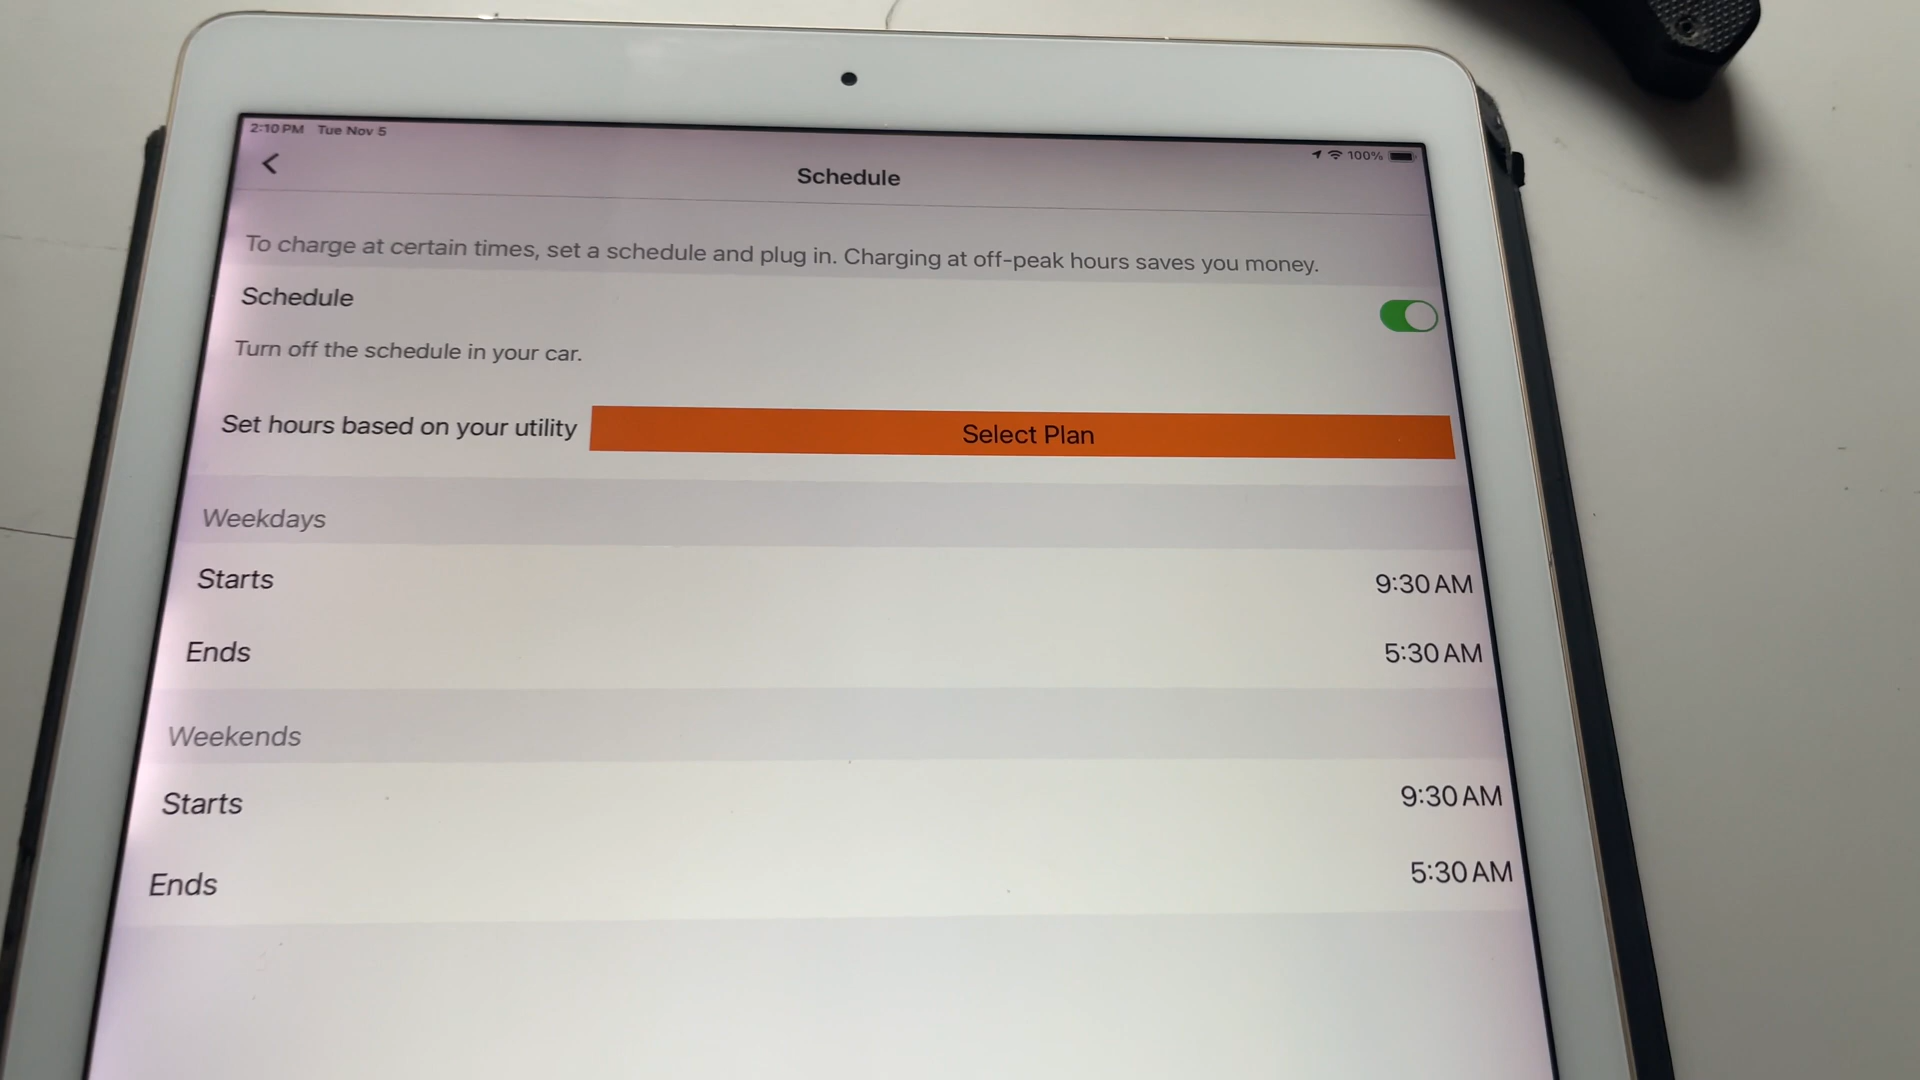 2:10 PM Tue Nov 5
100%
Schedule
To charge at certain times, set a schedule and plug in. Charging at off-peak hours saves you money.
Schedule
Turn off the schedule in your car.
Set hours based on your utility Select Plan
Weekdays
Starts 9:30 AM
Ends 5:30 AM
Weekends
Starts 9:30 AM
Ends 5:30 AM